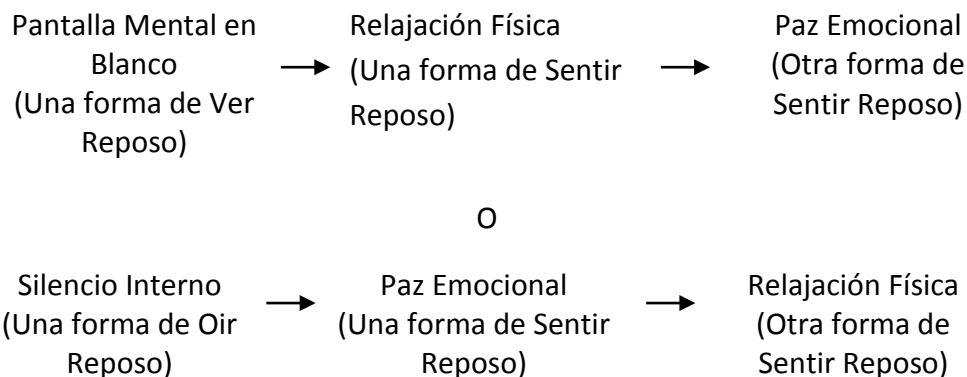 Pantalla Mental en
Blanco
(Una forma de Ver
Reposo)
Relajación Física
(Una forma de Sentir
Reposo)
Paz Emocional
(Otra forma de
Sentir Reposo)
O
Silencio Interno
(Una forma de Oir
Reposo)
Paz Emocional
(Una forma de Sentir
Reposo)
Relajación Física
(Otra forma de
Sentir Reposo)